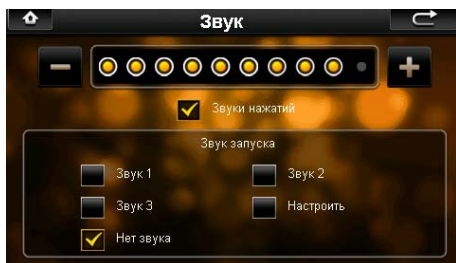 Звук
Звуки нажатий
Звук запуска
Звук 1
Звук 2
Звук 3
Настроить
Нет звука